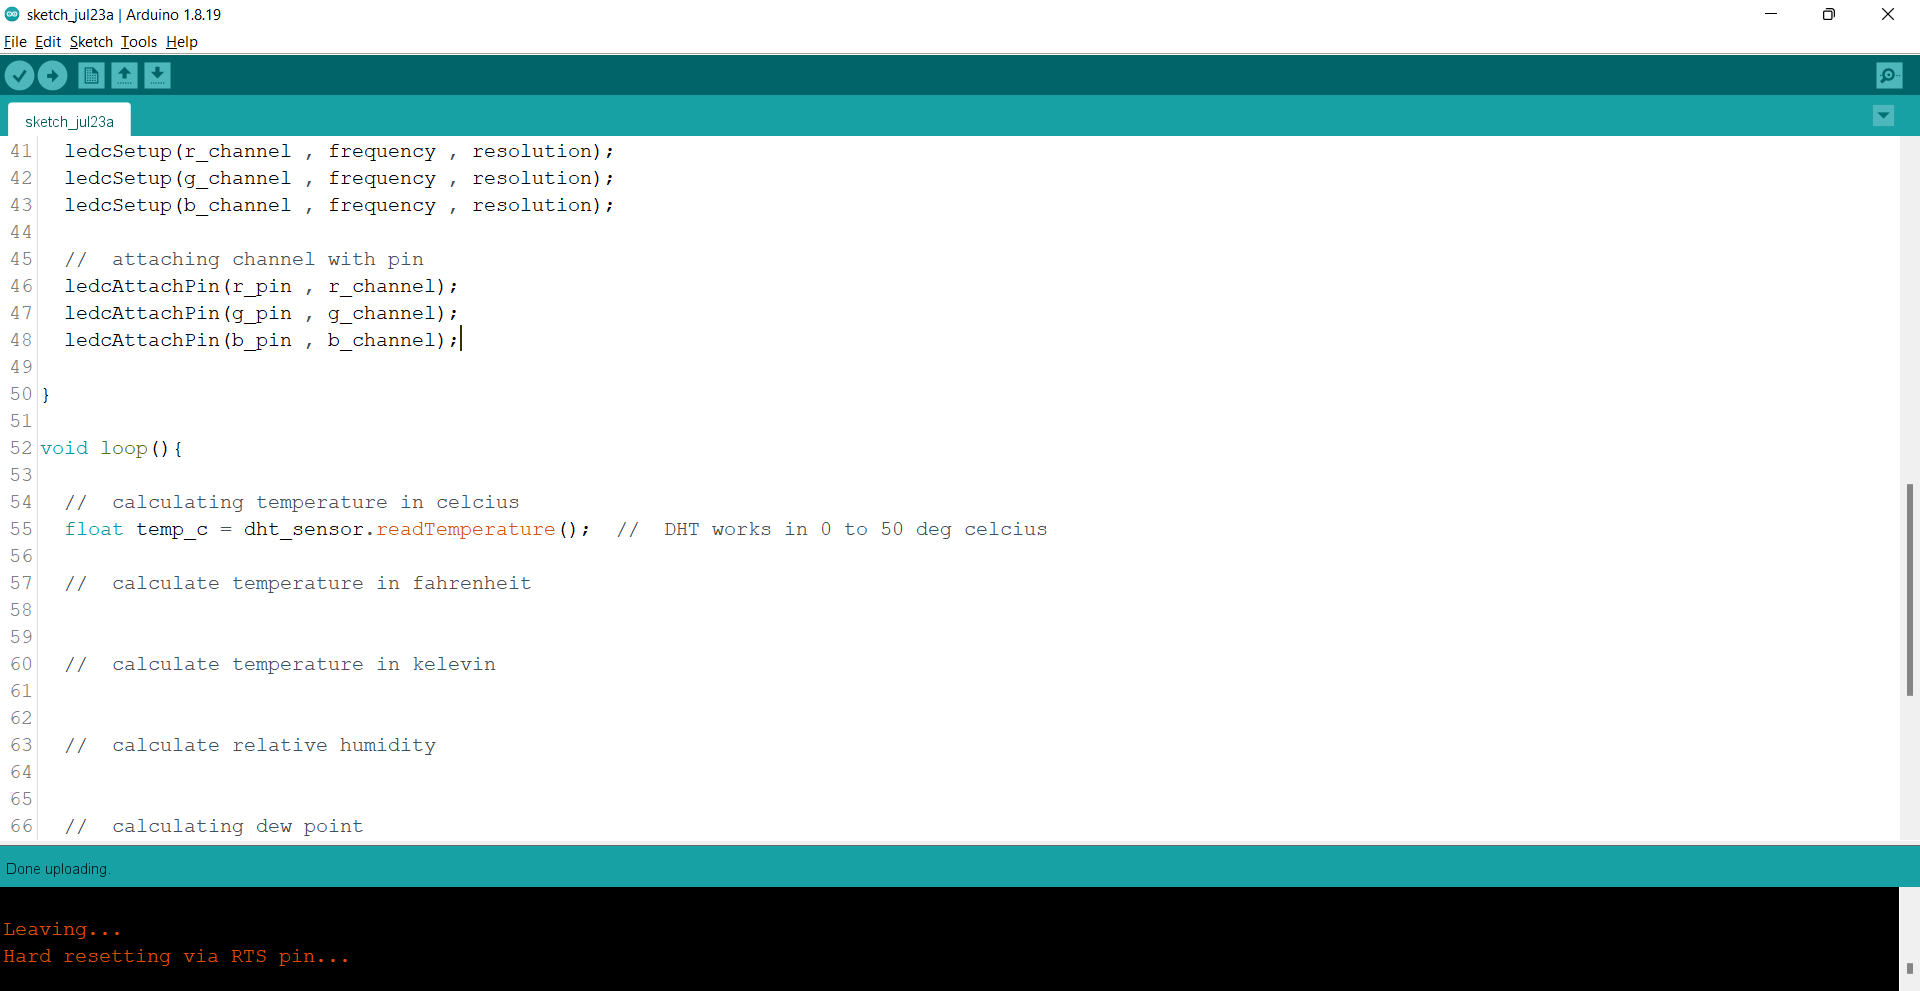 sketch_jul23a | Arduino 1.8.19
File Edit Sketch Tools Help
sketch_jul23a
41 ledcSetup(r_channel , frequency , resolution);
42 ledcSetup(g_channel , frequency , resolution);
43 ledcSetup(b_channel , frequency , resolution);
44
45 // attaching channel with pin
46 ledcAttachPin(r_pin , r_channel);
47 ledcAttachPin(g_pin , g_channel);
48 ledcAttachPin(b_pin , b_channel);
49
50 }
51
52 void loop(){
53
54 // calculating temperature in celcius
55 float temp_c = dht_sensor.readTemperature(); // DHT works in 0 to 50 deg celcius
56
57 // calculate temperature in fahrenheit
58
59
60 // calculate temperature in kelevin
61
62
63 // calculate relative humidity
64
65
66 // calculating dew point
Done uploading.
Leaving...
Hard resetting via RTS pin...